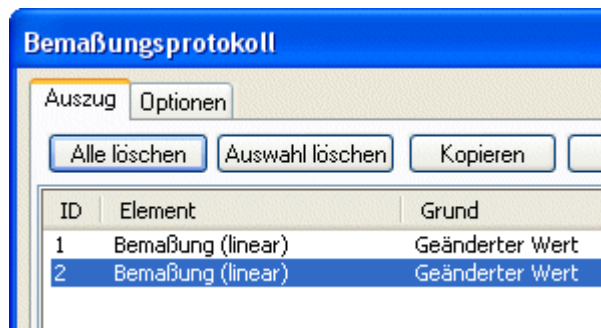 Bemaßungsprotokoll
Auszug Optionen
Alle löschen Auswahl löschen Kopieren
ID Element Grund
1 Bemaßung (linear) Geänderter Wert
2 Bemaßung (linear) Geänderter Wert